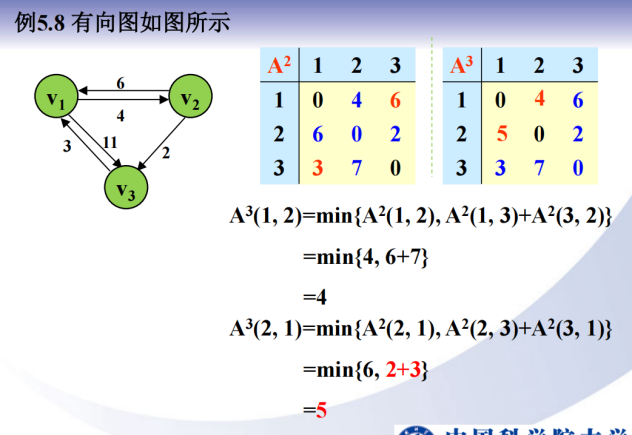 例5.8 有向图如图所示
6
v1 v2
4
3 11 2
v3
A² 1 2 3
1 0 4 6
2 6 0 2
3 3 7 0
A³ 1 2 3
1 0 4 6
2 5 0 2
3 3 7 0
A³(1, 2)=min{A²(1, 2), A²(1, 3)+A²(3, 2)}
=min{4, 6+7}
=4
A³(2, 1)=min{A²(2, 1), A²(2, 3)+A²(3, 1)}
=min{6, 2+3}
=5